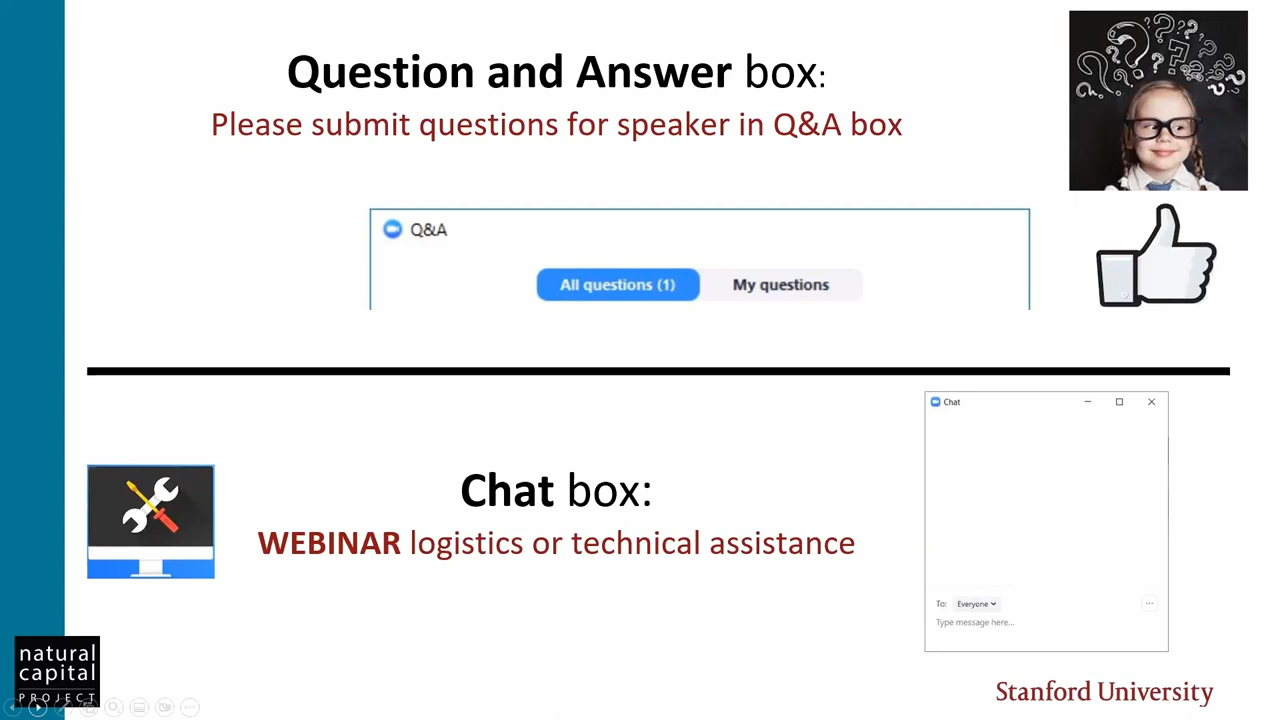 Question and Answer box:
Please submit questions for speaker in Q&A box
Q&A
All questions (1)
My questions
Chat
Chat box:
WEBINAR logistics or technical assistance
To: Everyone
Type message here...
natural
capital
PROJECT
Stanford University